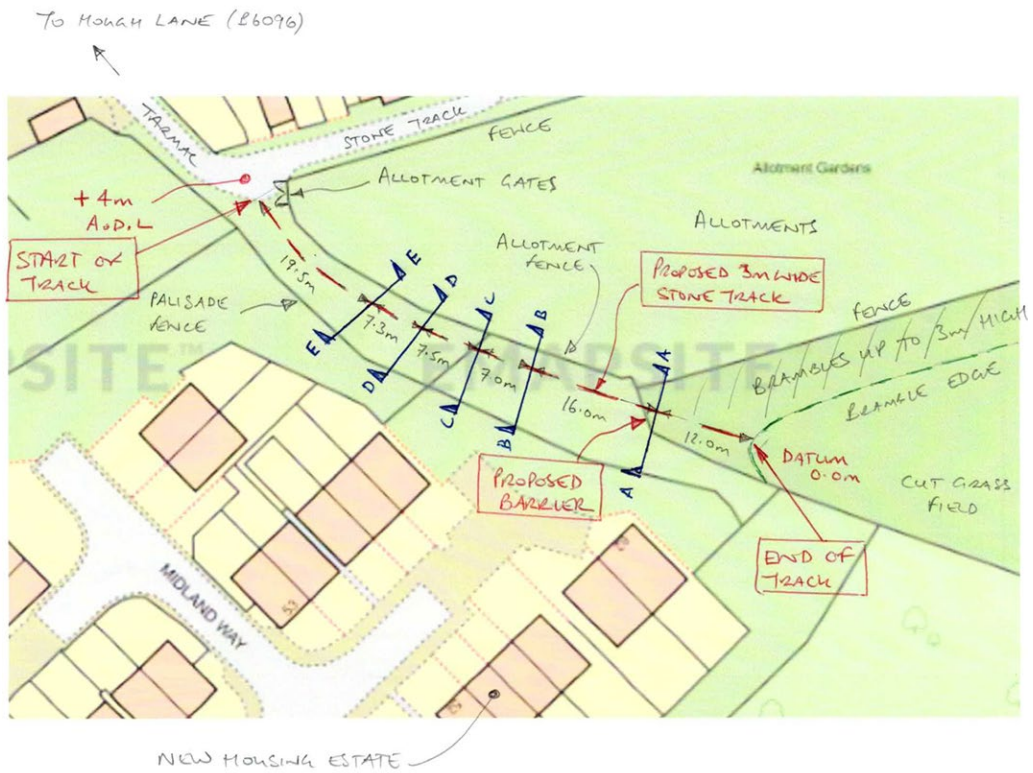 TO HOUGH LANE (B6096)
TARMAC
STONE TRACK
FENCE
Allotment Gardens
ALLOTMENT GATES
+4m
A.D.L
START OF
TRACK
ALLOTMENTS
ALLOTMENT
FENCE
PROPOSED 3m WIDE
STONE TRACK
PALISADE
FENCE
19.5m
E
D
C
B
A
7.3m
7.5m
7.0m
16.0m
12.0m
E
D
C
B
A
FENCE
BRAMBLES UP TO 3m HIGH
BRAMBLE EDGE
SITE™
EMAPSITE
PROPOSED
BARRIER
DATUM
0.0m
CUT GRASS
FIELD
END OF
TRACK
MIDLAND WAY
53
NEW HOUSING ESTATE